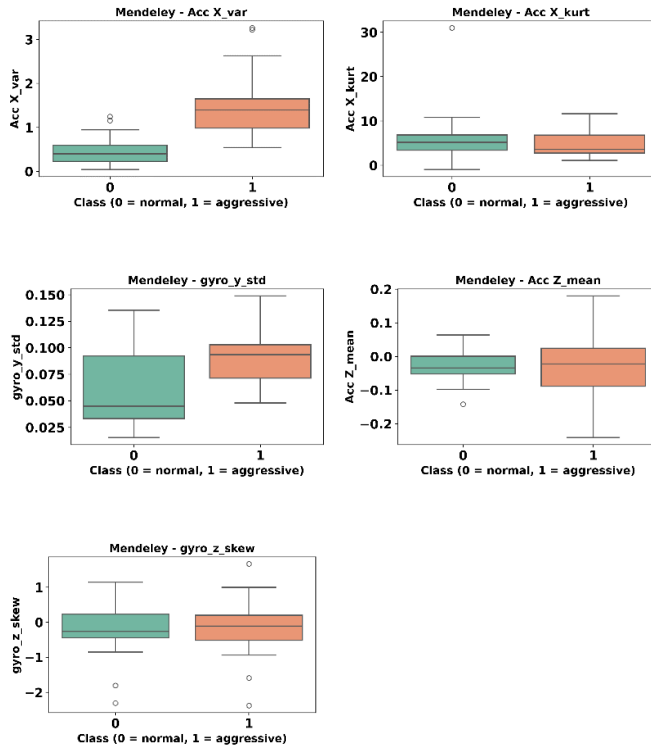 Mendeley - Acc X_var
Acc X_var
3
2
1
0
0 1
Class (0 = normal, 1 = aggressive)
Mendeley - Acc X_kurt
Acc X_kurt
30
20
10
0
0 1
Class (0 = normal, 1 = aggressive)
Mendeley - gyro_y_std
gyro_y_std
0.150
0.125
0.100
0.075
0.050
0.025
0 1
Class (0 = normal, 1 = aggressive)
Mendeley - Acc Z_mean
Acc Z_mean
0.2
0.1
0.0
−0.1
−0.2
0 1
Class (0 = normal, 1 = aggressive)
Mendeley - gyro_z_skew
gyro_z_skew
1
0
−1
−2
0 1
Class (0 = normal, 1 = aggressive)